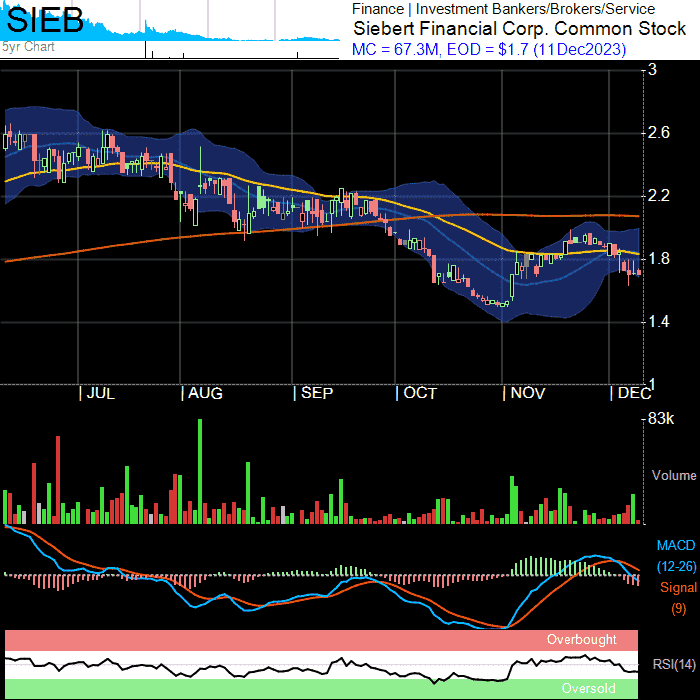 SIEB
5yr Chart
Finance | Investment Bankers/Brokers/Service
Siebert Financial Corp. Common Stock
MC = 67.3M, EOD = $1.7 (11Dec2023)
3
2.6
2.2
1.8
1.4
1
JUL AUG SEP OCT NOV DEC
83k
Volume
MACD
(12-26)
Signal
(9)
Overbought
RSI(14)
Oversold